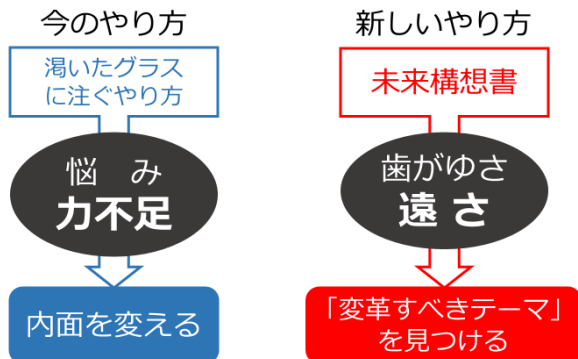 今のやり方
渇いたグラス
に注ぐやり方
悩　み
力不足
内面を変える
新しいやり方
未来構想書
歯がゆさ
遠 さ
「変革すべきテーマ」
を見つける